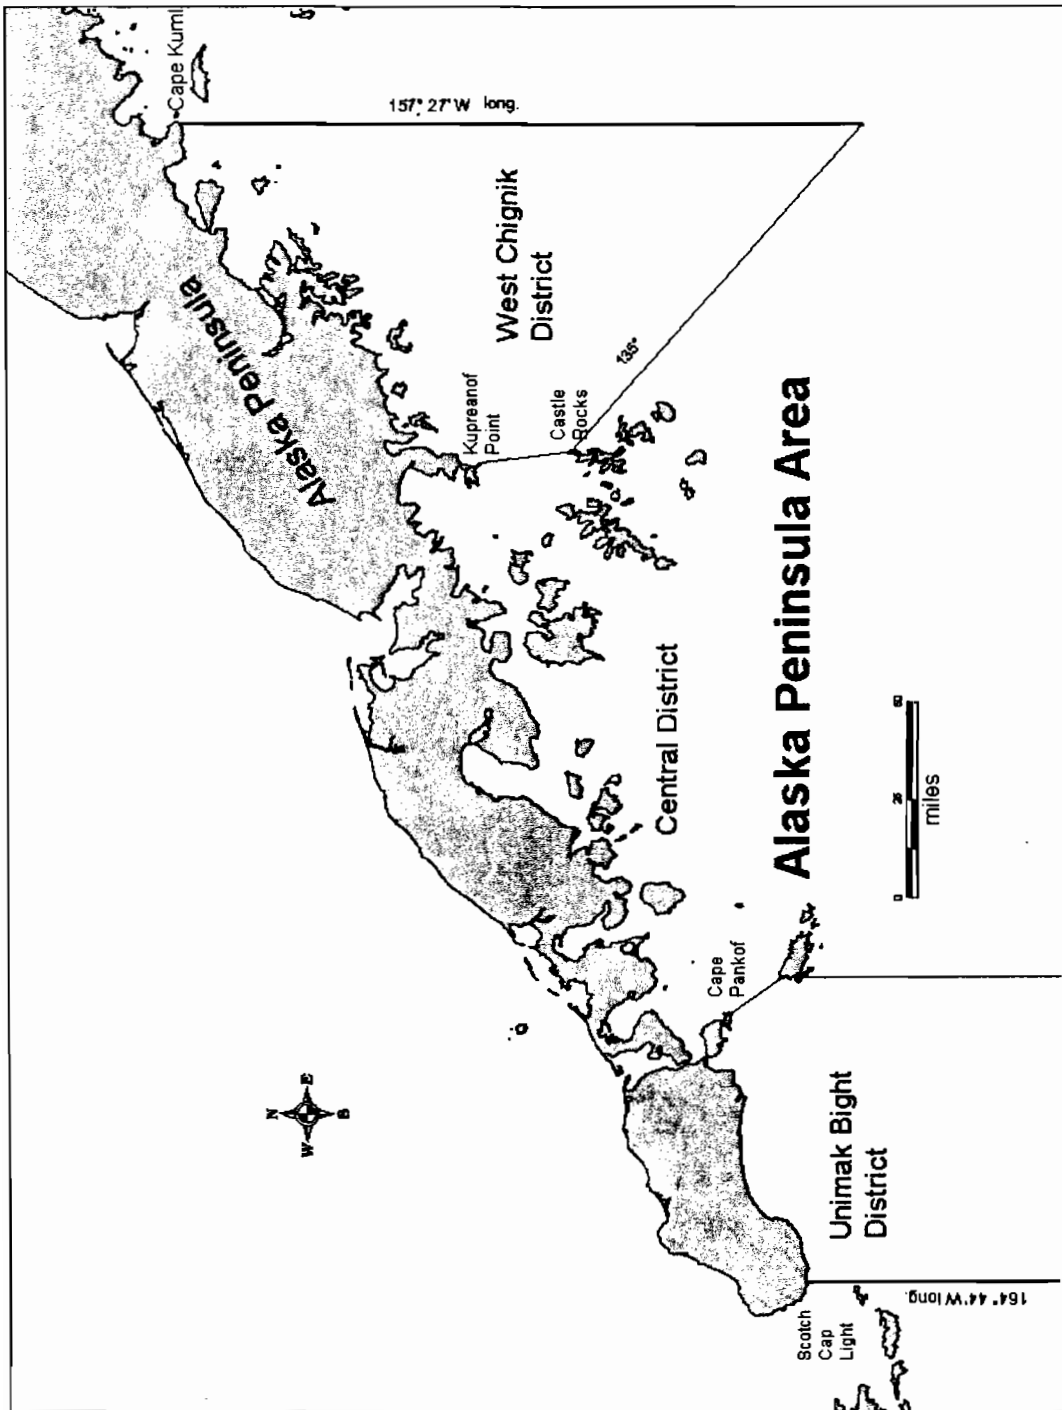 Cape Kuml
157° 27' W long.
Alaska Peninsula
West Chignik
District
135°
Kupreanof
Point
Castle
Rocks
Alaska Peninsula Area
Central District
0 25 50
miles
Cape
Pankof
N
W E
S
Unimak Bight
District
Scotch
Cap
Light
164° 44' W long.